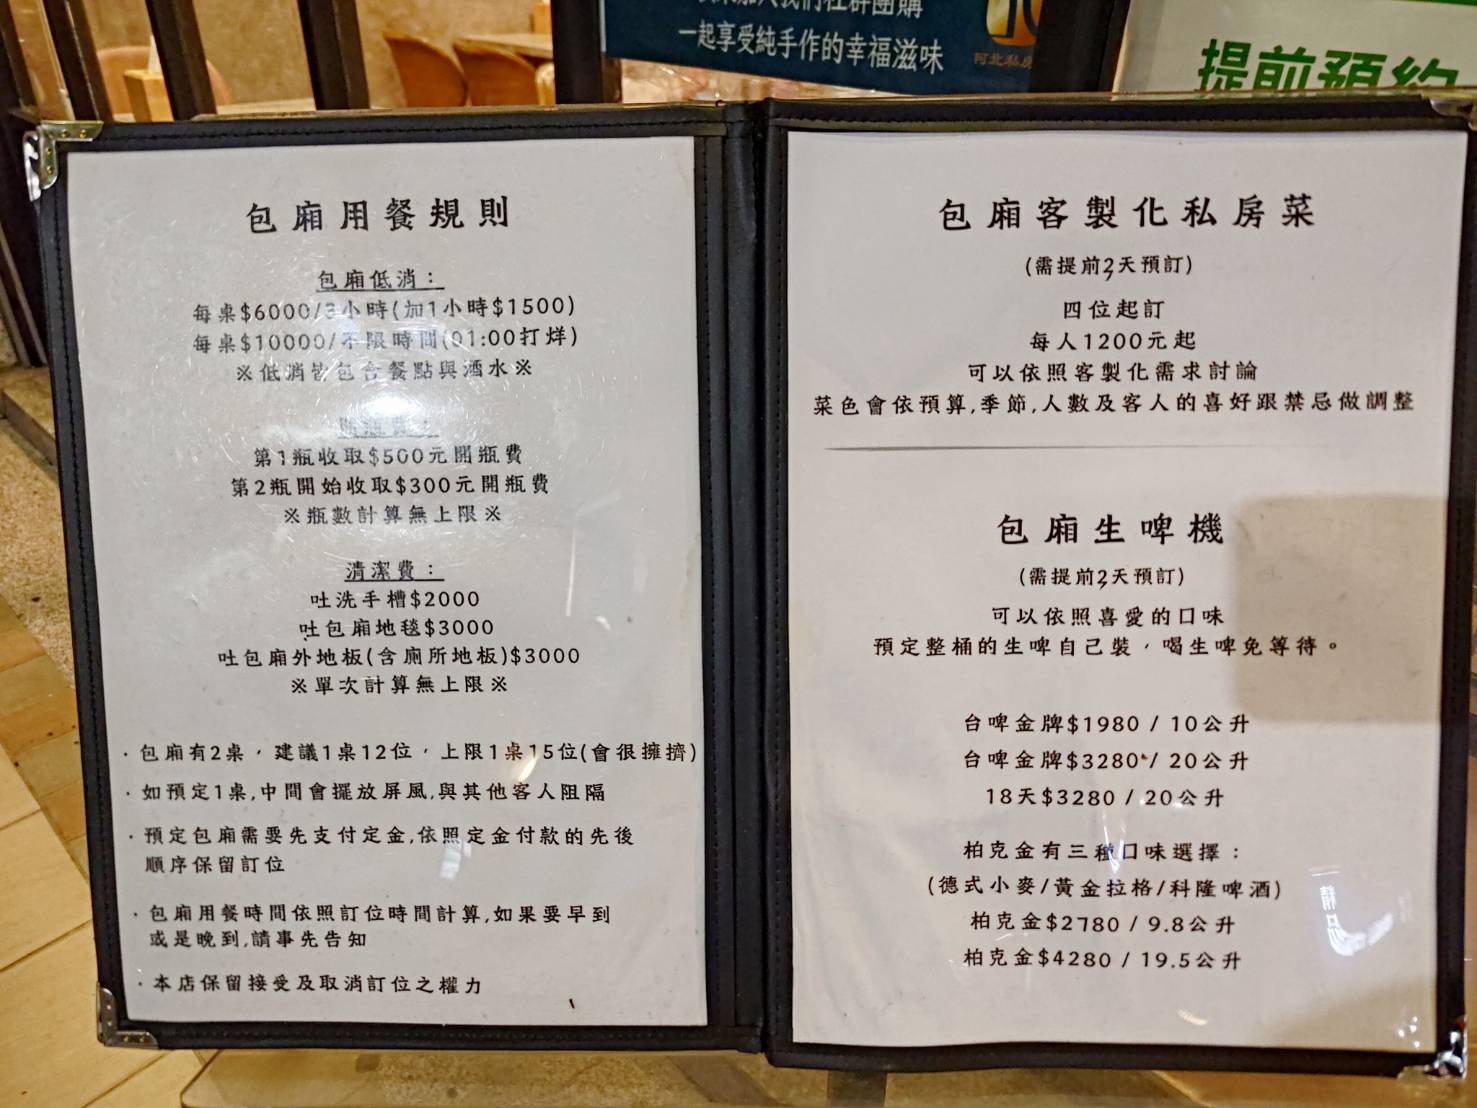 一起享受純手作的幸福滋味
提前預約
包廂用餐規則
包廂低消：
每桌$6000/3小時(加1小時$1500)
每桌$10000/不限時間(01:00打烊)
※低消皆包含餐點與酒水※
第1瓶收取$500元開瓶費
第2瓶開始收取$300元開瓶費
※瓶數計算無上限※
清潔費：
吐洗手槽$2000
吐包廂地毯$3000
吐包廂外地板(含廁所地板)$3000
※單次計算無上限※
·包廂有2桌，建議1桌12位，上限1桌15位(會很擁擠)
·如預定1桌,中間會擺放屏風,與其他客人阻隔
·預定包廂需要先支付定金,依照定金付款的先後
順序保留訂位
·包廂用餐時間依照訂位時間計算,如果要早到
或是晚到,請事先告知
·本店保留接受及取消訂位之權力
包廂客製化私房菜
(需提前2天預訂)
四位起訂
每人1200元起
可以依照客製化需求討論
菜色會依預算,季節,人數及客人的喜好跟禁忌做調整
包廂生啤機
(需提前2天預訂)
可以依照喜愛的口味
預定整桶的生啤自己裝，喝生啤免等待。
台啤金牌$1980 / 10公升
台啤金牌$3280 / 20公升
18天$3280 / 20公升
柏克金有三種口味選擇：
(德式小麥/黃金拉格/科隆啤酒)
柏克金$2780 / 9.8公升
柏克金$4280 / 19.5公升